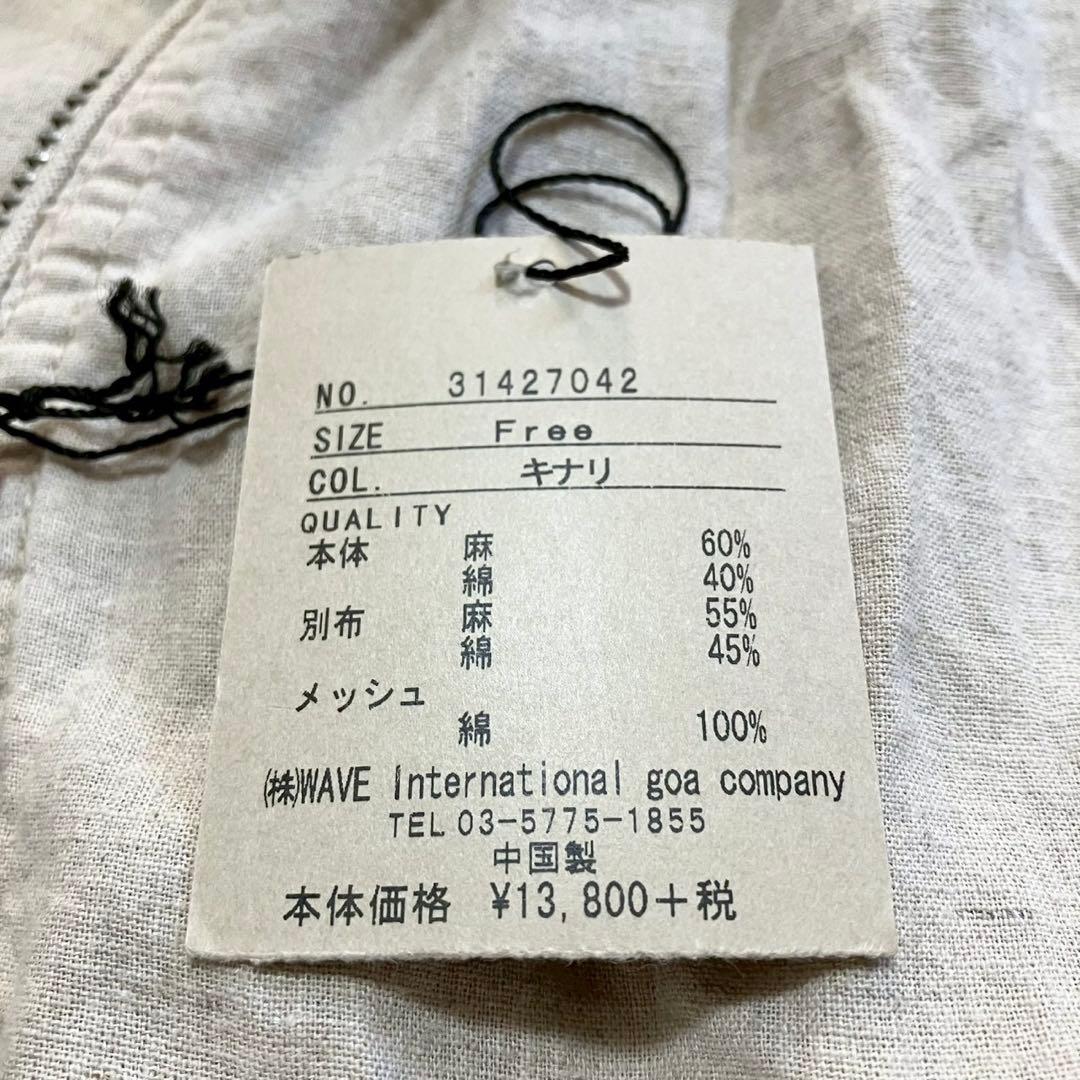 NO. 31427042
SIZE Free
COL. キナリ
QUALITY
本体 麻 60%
綿 40%
別布 麻 55%
綿 45%
メッシュ
綿 100%
㈱WAVE International goa company
TEL 03-5775-1855
中国製
本体価格 ¥13,800+税